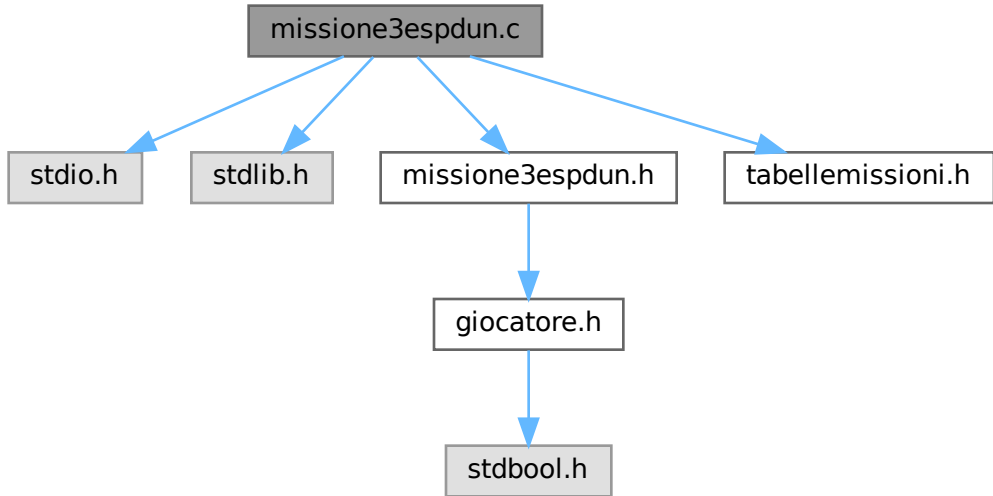 missione3espdun.c
stdio.h
stdlib.h
missione3espdun.h
tabellemissioni.h
giocatore.h
stdbool.h